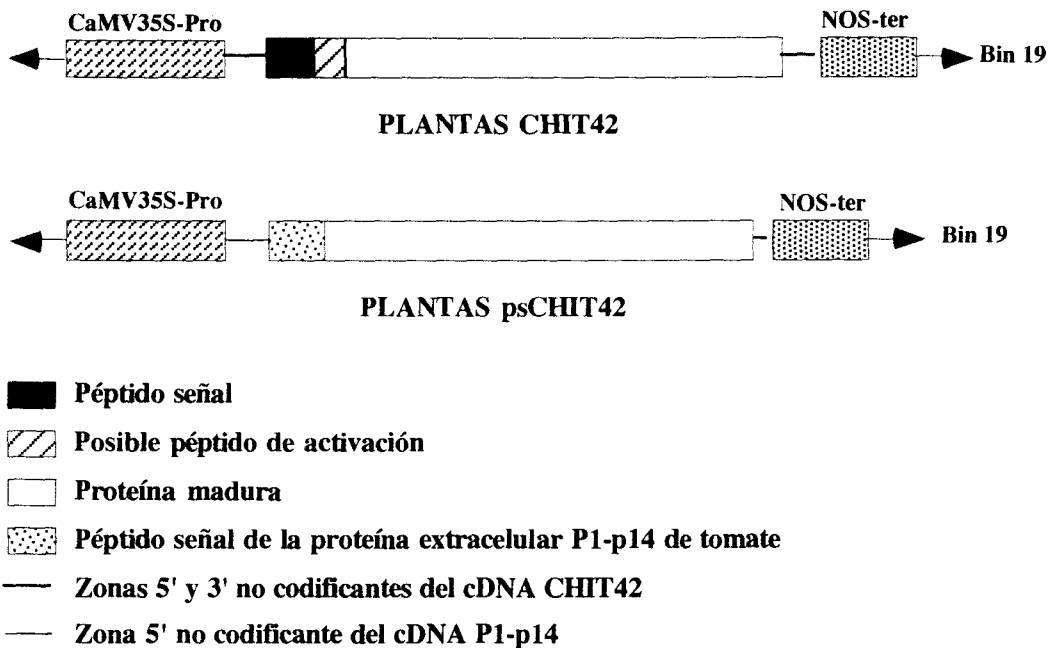 CaMV35S-Pro NOS-ter
Bin 19
PLANTAS CHIT42
CaMV35S-Pro NOS-ter
Bin 19
PLANTAS psCHIT42
Péptido señal
Posible péptido de activación
Proteína madura
Péptido señal de la proteína extracelular P1-p14 de tomate
Zonas 5' y 3' no codificantes del cDNA CHIT42
Zona 5' no codificante del cDNA P1-p14